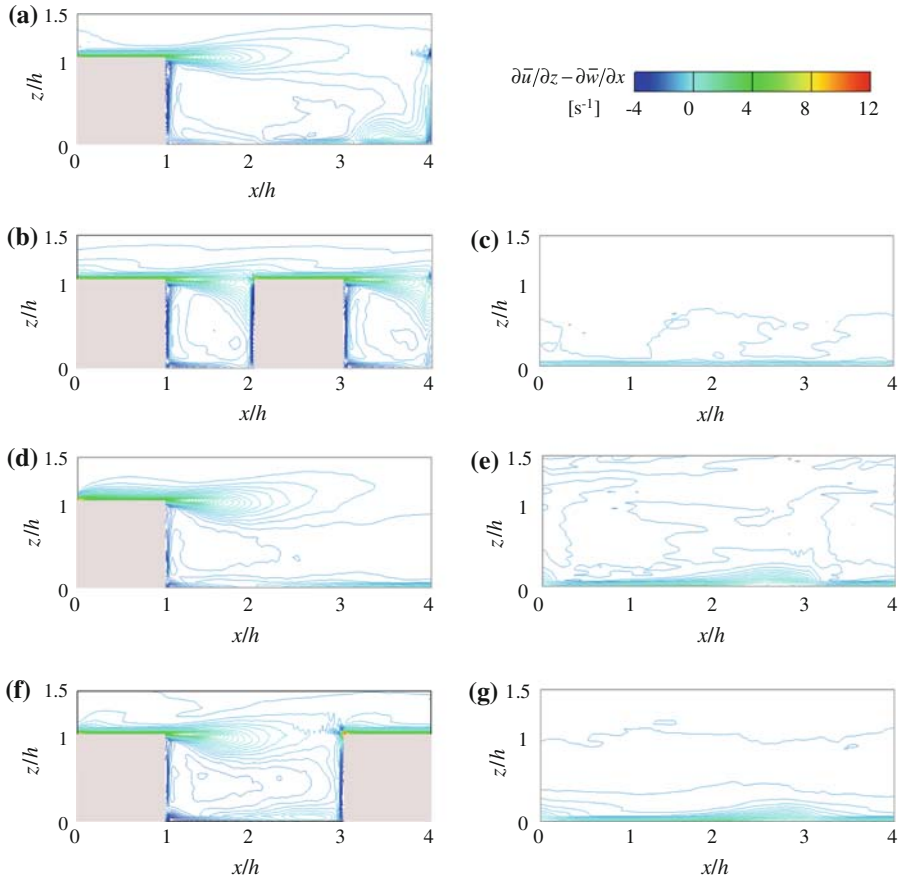 (a)
1.5
1
0
z/h
0 1 2 3 4
x/h
∂u̅/∂z – ∂w̅/∂x
[s⁻¹]
-4 0 4 8 12
(b)
1.5
1
0
z/h
0 1 2 3 4
x/h
(c)
1.5
1
0
z/h
0 1 2 3 4
x/h
(d)
1.5
1
0
z/h
0 1 2 3 4
x/h
(e)
1.5
1
0
z/h
0 1 2 3 4
x/h
(f)
1.5
1
0
z/h
0 1 2 3 4
x/h
(g)
1.5
1
0
z/h
0 1 2 3 4
x/h